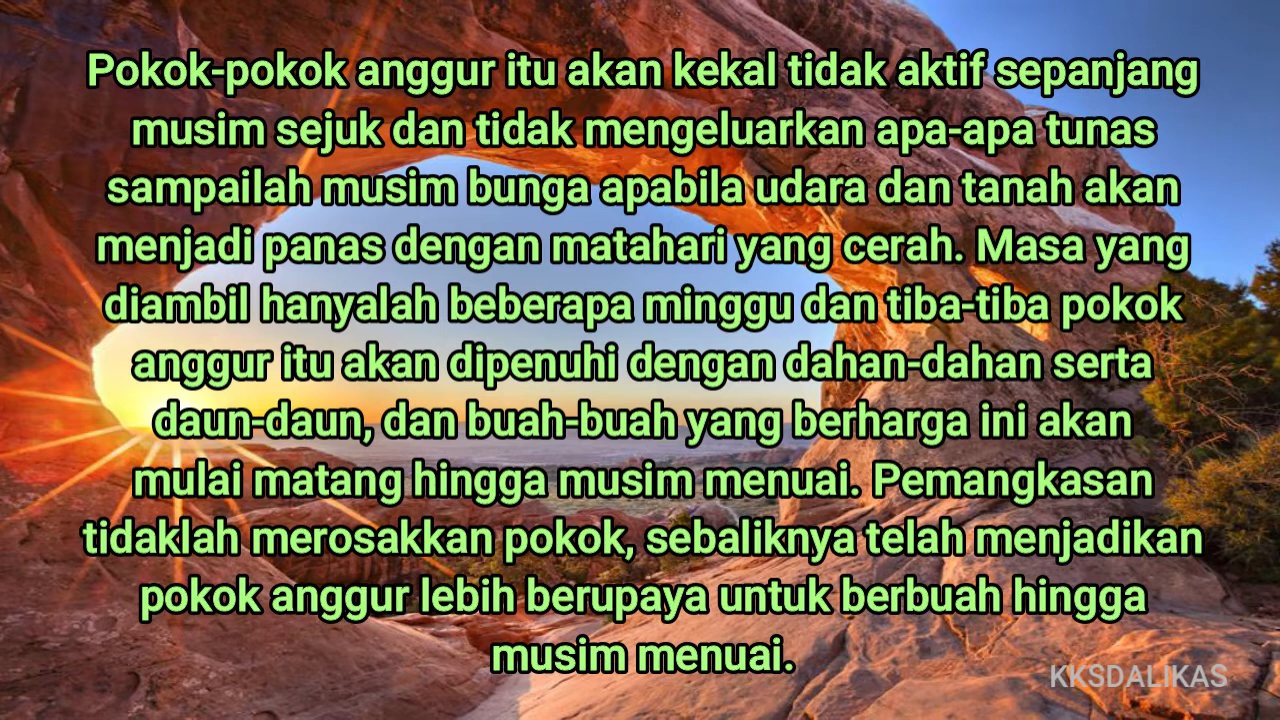 Pokok-pokok anggur itu akan kekal tidak aktif sepanjang
musim sejuk dan tidak mengeluarkan apa-apa tunas
sampailah musim bunga apabila udara dan tanah akan
menjadi panas dengan matahari yang cerah. Masa yang
diambil hanyalah beberapa minggu dan tiba-tiba pokok
anggur itu akan dipenuhi dengan dahan-dahan serta
daun-daun, dan buah-buah yang berharga ini akan
mulai matang hingga musim menuai. Pemangkasan
tidaklah merosakkan pokok, sebaliknya telah menjadikan
pokok anggur lebih berupaya untuk berbuah hingga
musim menuai.
KKSDALIKAS